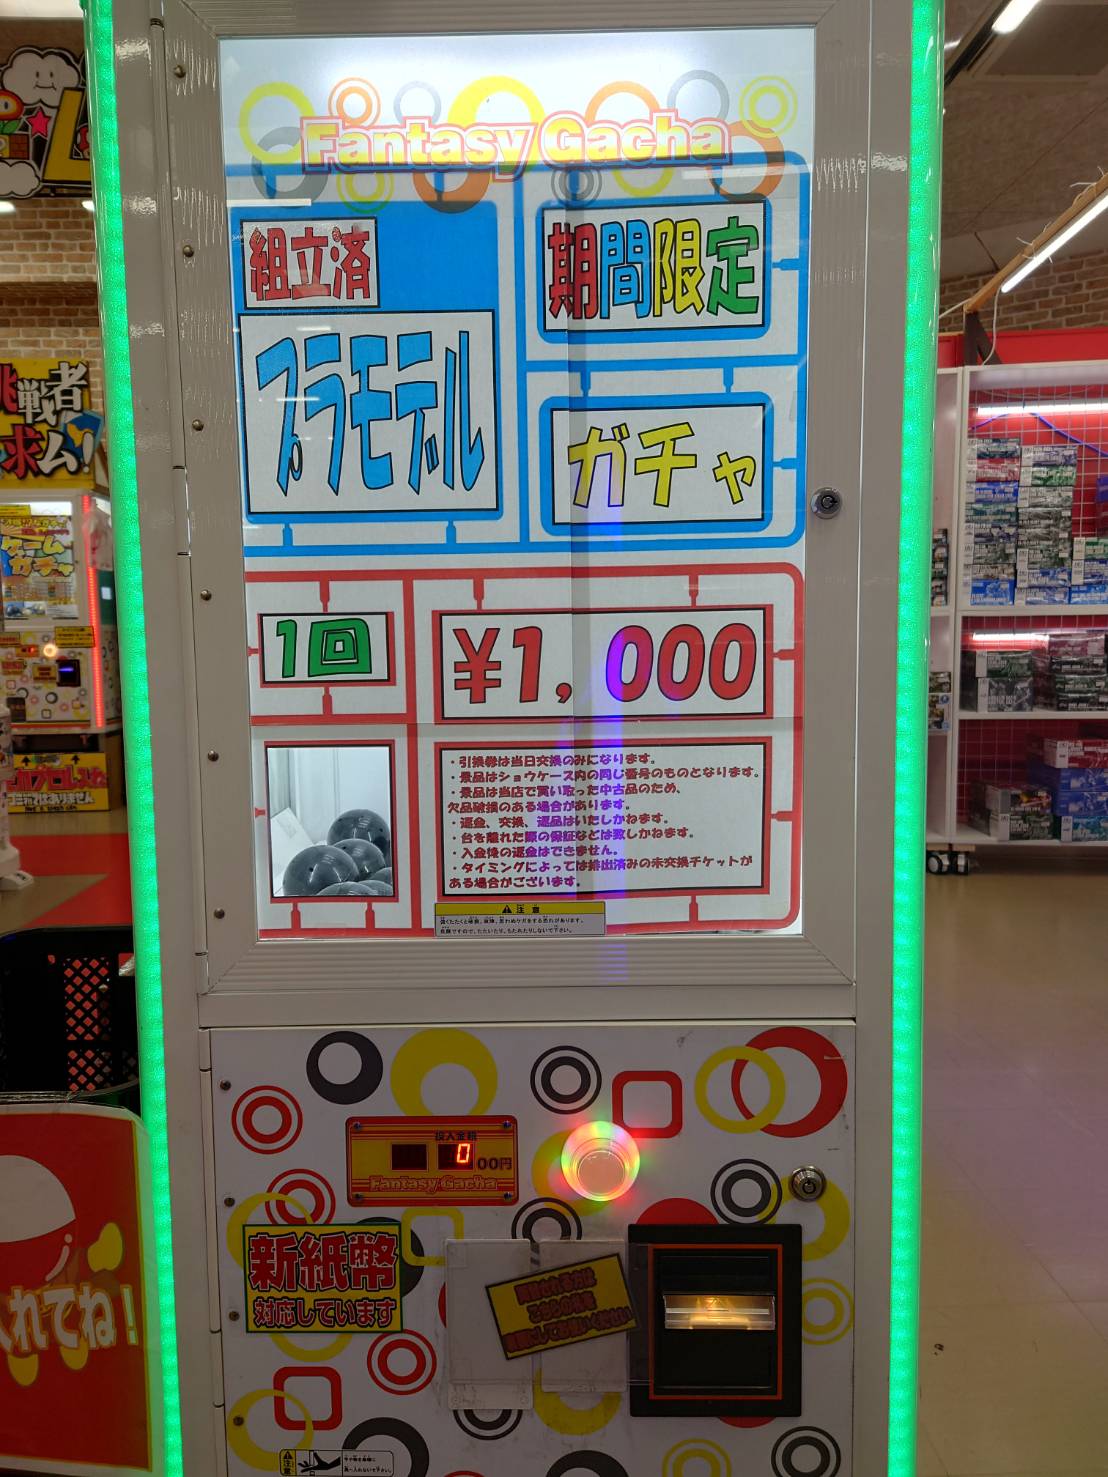 Fantasy Gacha
組立済
プラモデル
期間限定
ガチャ
1回
¥1,000
・引換券は当日交換のみになります。
・景品はショウケース内の同じ番号のものとなります。
・景品は当店で買い取った中古品のため、
欠品破損のある場合があります。
・返金、交換、返品はいたしかねます。
・台を離れた際の保証などは致しかねます。
・入金後の返金はできません。
・タイミングによっては排出済みの未交換チケットが
ある場合がございます。
注意
投入金額
0
00円
Fantasy Gacha
新紙幣
対応しています
挑戦者
求ム!
れてね!
注意